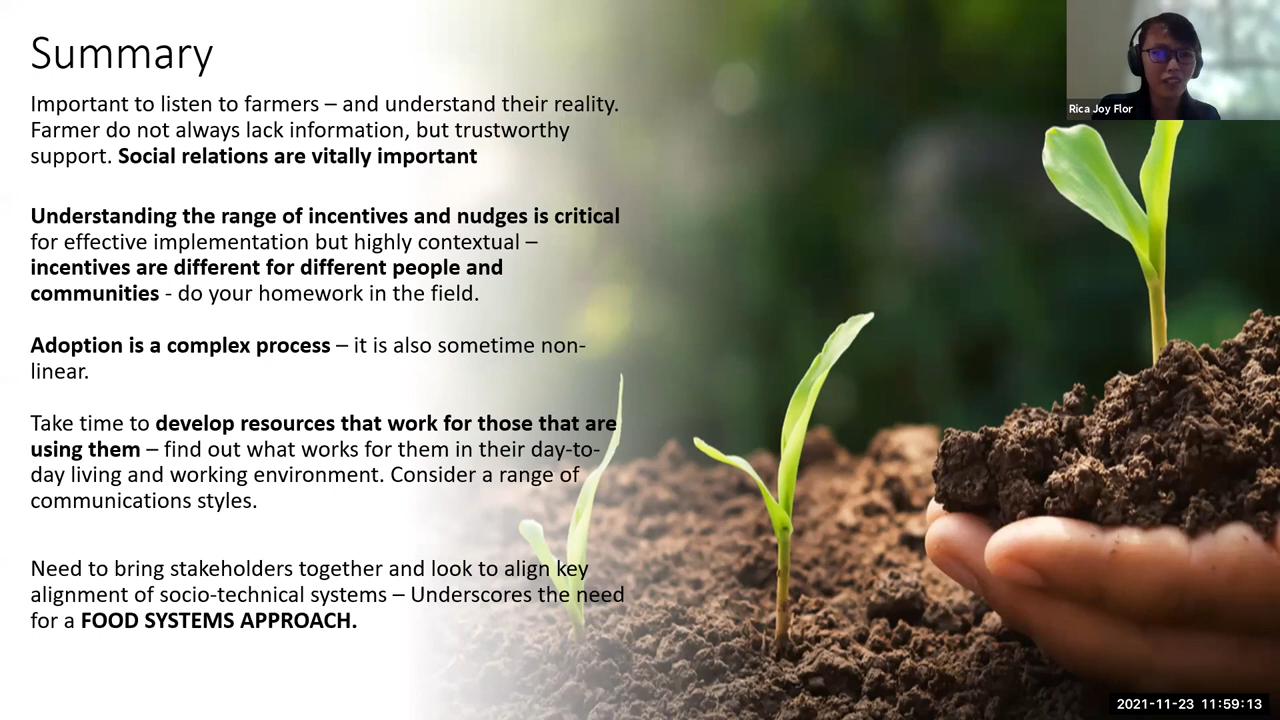 Summary
Important to listen to farmers – and understand their reality.
Farmer do not always lack information, but trustworthy
support. Social relations are vitally important
Understanding the range of incentives and nudges is critical
for effective implementation but highly contextual –
incentives are different for different people and
communities - do your homework in the field.
Adoption is a complex process – it is also sometime non-
linear.
Take time to develop resources that work for those that are
using them – find out what works for them in their day-to-
day living and working environment. Consider a range of
communications styles.
Need to bring stakeholders together and look to align key
alignment of socio-technical systems – Underscores the need
for a FOOD SYSTEMS APPROACH.
Rica Joy Flor
2021-11-23 11:59:13